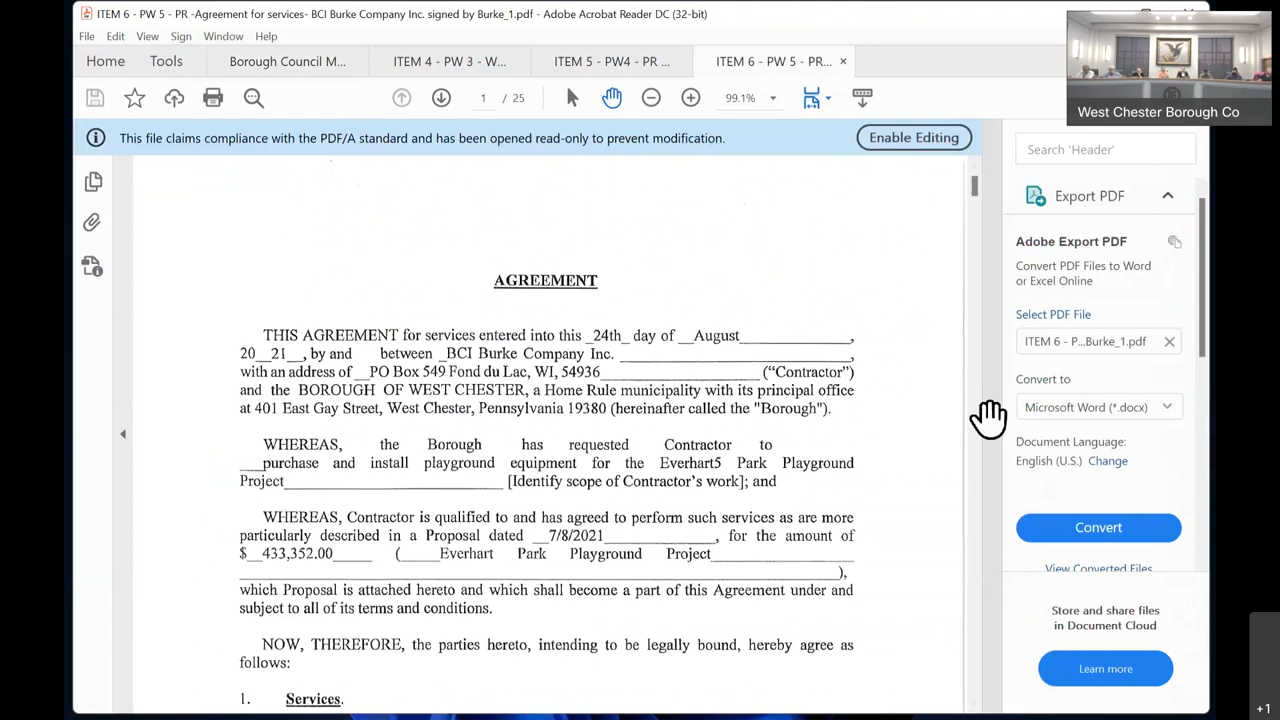 ITEM 6 - PW 5 - PR -Agreement for services- BCI Burke Company Inc. signed by Burke_1.pdf - Adobe Acrobat Reader DC (32-bit)
File Edit View Sign Window Help
Home Tools Borough Council M... ITEM 4 - PW 3 - W... ITEM 5 - PW4 - PR ... ITEM 6 - PW 5 - PR... ×
West Chester Borough Co
1 / 25 99.1%
This file claims compliance with the PDF/A standard and has been opened read-only to prevent modification. Enable Editing
AGREEMENT
THIS AGREEMENT for services entered into this _24th_ day of __August____________,
20__21__, by and between _BCI Burke Company Inc. ____________________________,
with an address of __PO Box 549 Fond du Lac, WI, 54936___________________ ("Contractor")
and the BOROUGH OF WEST CHESTER, a Home Rule municipality with its principal office
at 401 East Gay Street, West Chester, Pennsylvania 19380 (hereinafter called the "Borough").
WHEREAS, the Borough has requested Contractor to
___purchase and install playground equipment for the Everhart5 Park Playground
Project__________________________ [Identify scope of Contractor's work]; and
WHEREAS, Contractor is qualified to and has agreed to perform such services as are more
particularly described in a Proposal dated __7/8/2021______________, for the amount of
$__433,352.00_____ (_____Everhart Park Playground Project_________________
_______________________________________________________________________________),
which Proposal is attached hereto and which shall become a part of this Agreement under and
subject to all of its terms and conditions.
NOW, THEREFORE, the parties hereto, intending to be legally bound, hereby agree as
follows:
1. Services.
Search 'Header'
Export PDF
Adobe Export PDF
Convert PDF Files to Word
or Excel Online
Select PDF File
ITEM 6 - P...Burke_1.pdf ×
Convert to
Microsoft Word (*.docx)
Document Language:
English (U.S.) Change
Convert
View Converted Files
Store and share files
in Document Cloud
Learn more
+1